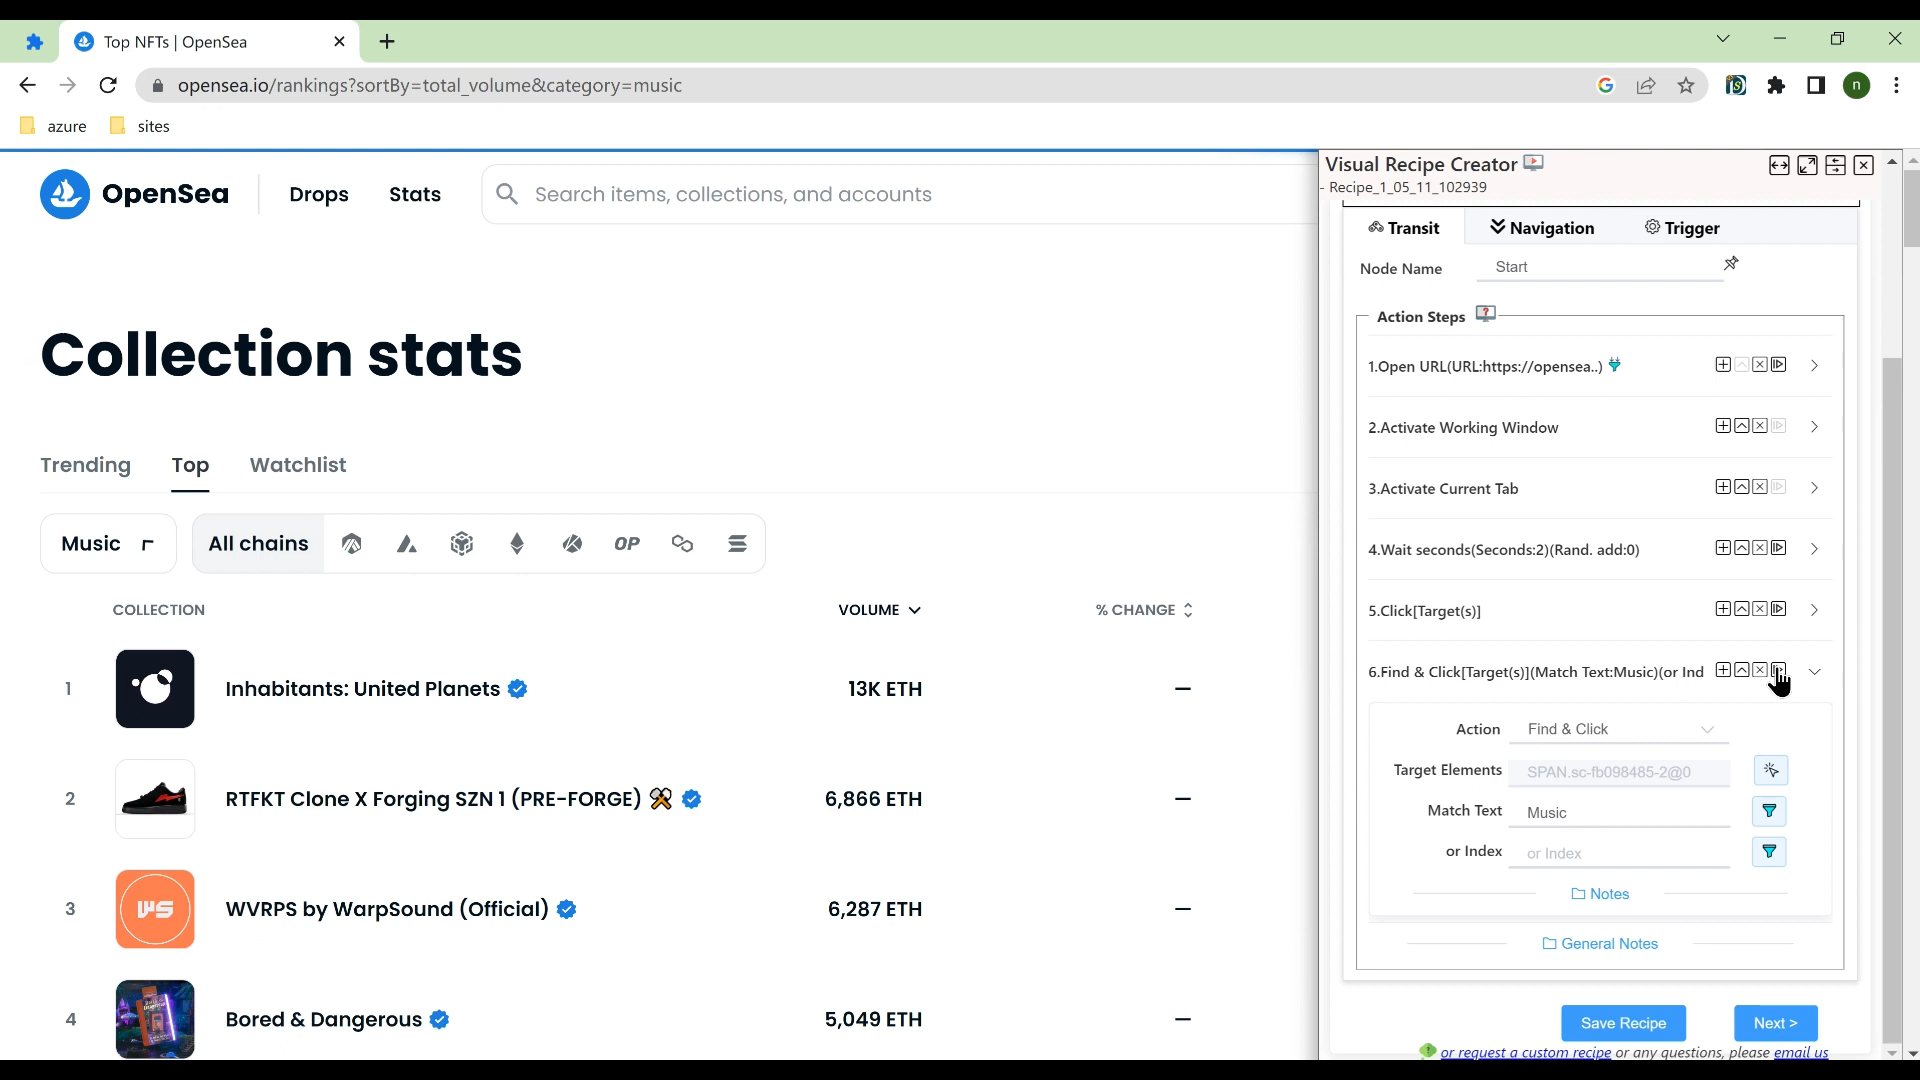 Top NFTs | OpenSea
opensea.io/rankings?sortBy=total_volume&category=music
n
azure sites
OpenSea Drops Stats Search items, collections, and accounts
Collection stats
Trending Top Watchlist
Music All chains OP
COLLECTION VOLUME % CHANGE
1 Inhabitants: United Planets 13K ETH —
2 RTFKT Clone X Forging SZN 1 (PRE-FORGE) 6,866 ETH —
3 WVRPS by WarpSound (Official) 6,287 ETH —
4 Bored & Dangerous 5,049 ETH —
Visual Recipe Creator
- Recipe_1_05_11_102939
Transit Navigation Trigger
Node Name Start
Action Steps
1.Open URL(URL:https://opensea..)
2.Activate Working Window
3.Activate Current Tab
4.Wait seconds(Seconds:2)(Rand. add:0)
5.Click[Target(s)]
6.Find & Click[Target(s)](Match Text:Music)(or Ind
Action Find & Click
Target Elements SPAN.sc-fb098485-2@0
Match Text Music
or Index or Index
Notes
General Notes
Save Recipe Next >
or request a custom recipe or any questions, please email us